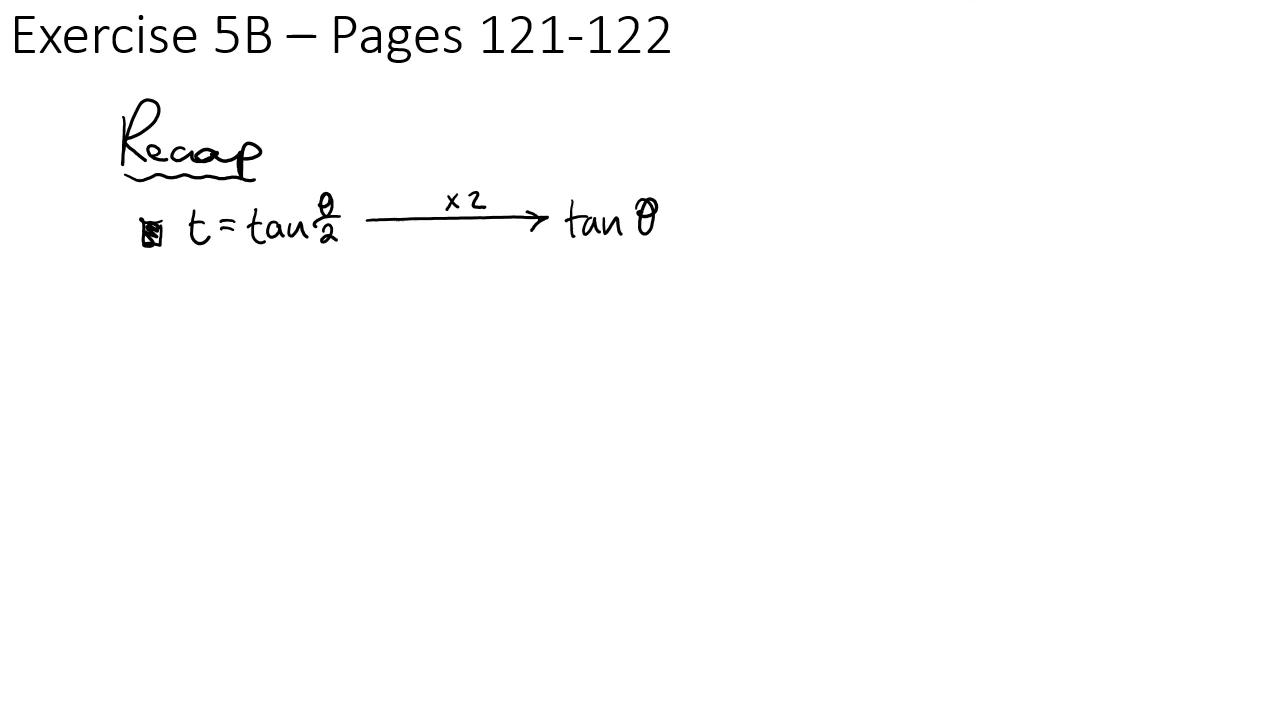 Exercise 5B – Pages 121-122
Recap
t = tan θ/2 ⟶ ×2 tan θ